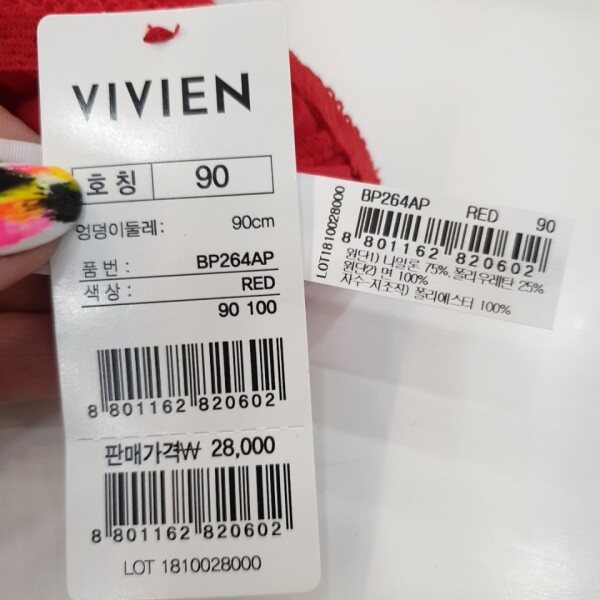 VIVIEN
호칭 90
엉덩이둘레: 90cm
품번: BP264AP
색상: RED
90 100
8 801162 820602
판매가격₩ 28,000
8 801162 820602
LOT 1810028000
BP264AP RED 90
8 801162 820602
LOT1810028000
원단1) 나일론 75%, 폴리우레탄 25%
원단2) 면 100%
자수-지조직) 폴리에스터 100%